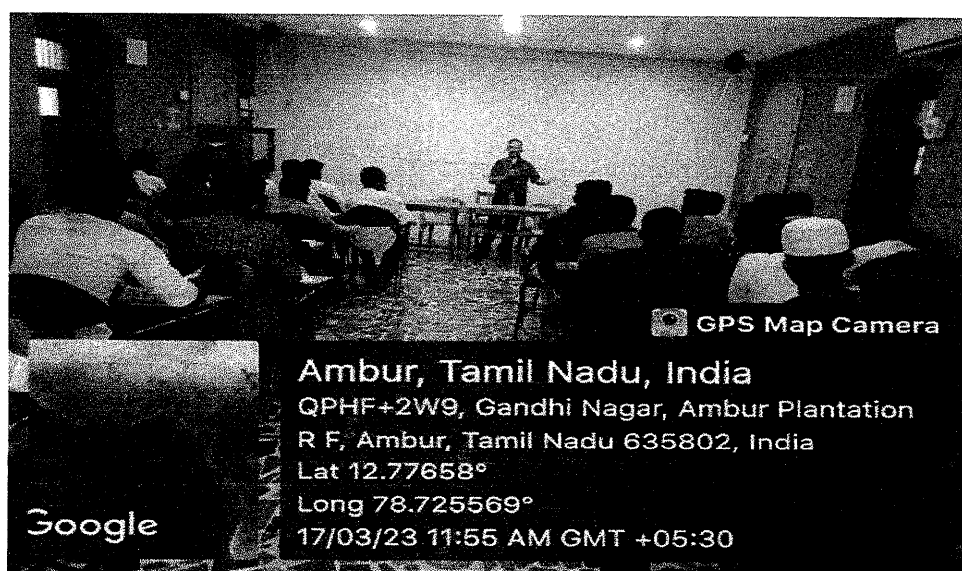 GPS Map Camera
Ambur, Tamil Nadu, India
QPHF+2W9, Gandhi Nagar, Ambur Plantation
R F, Ambur, Tamil Nadu 635802, India
Lat 12.77658°
Long 78.725569°
17/03/23 11:55 AM GMT +05:30
Google